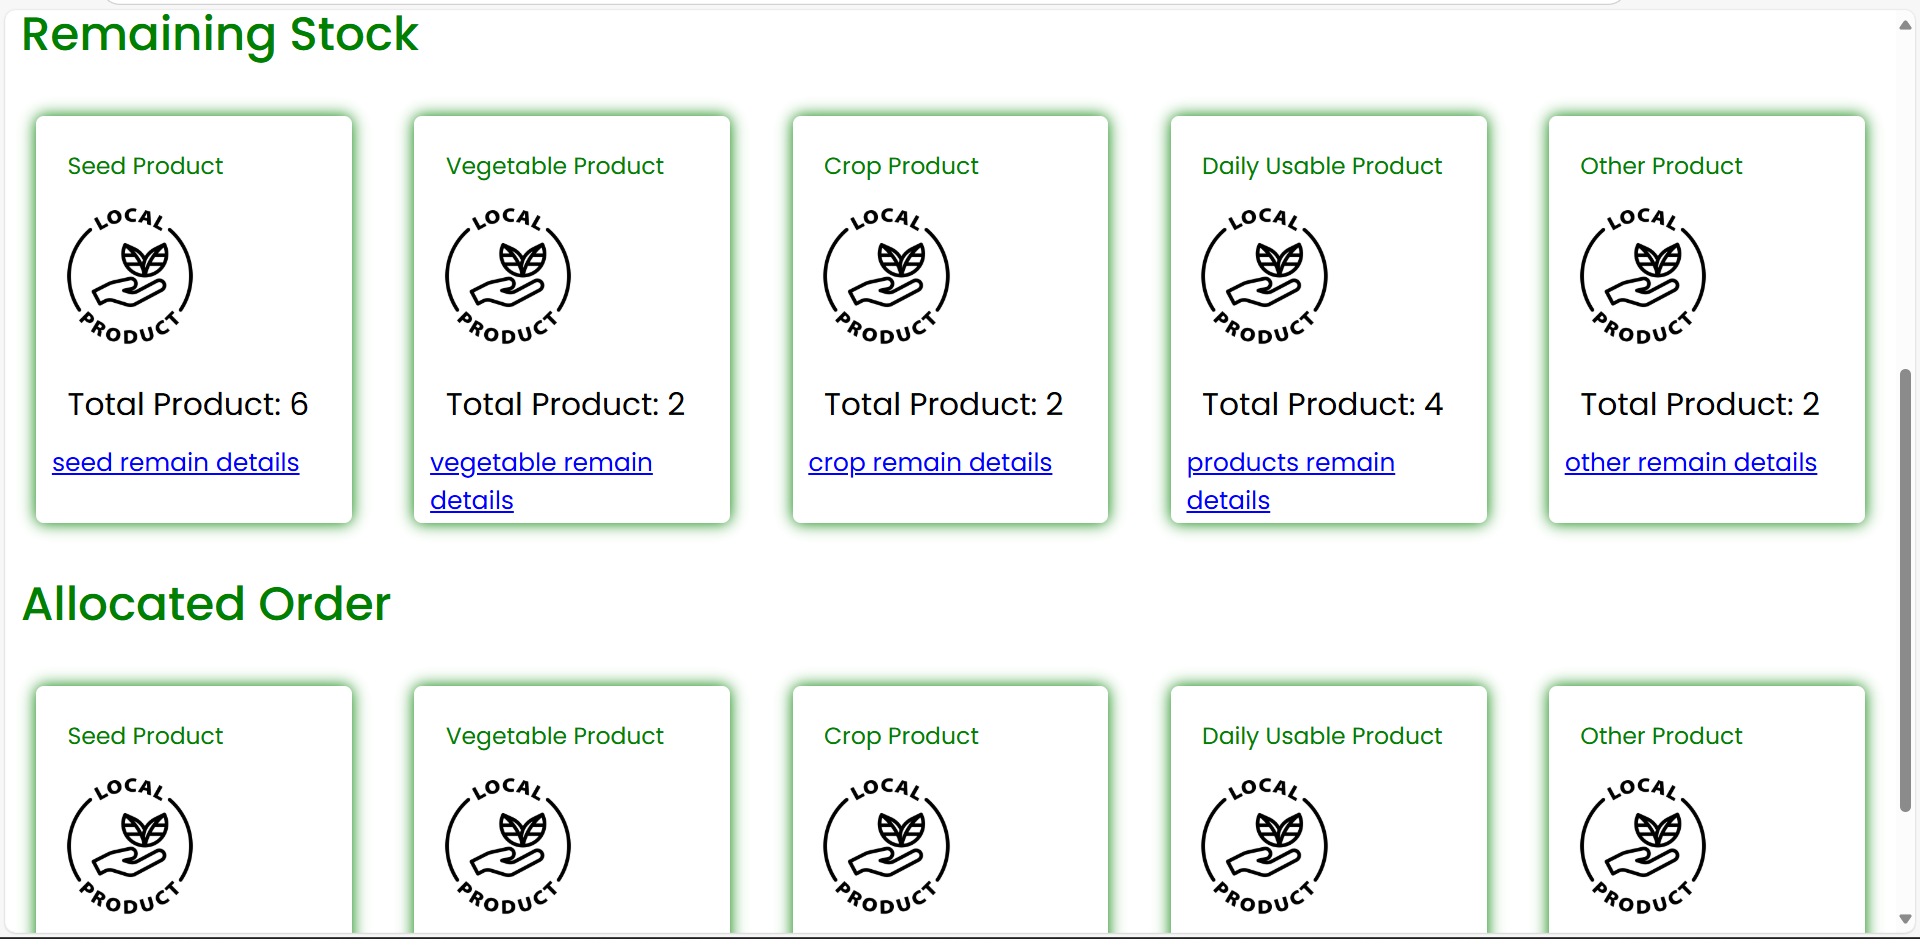 Remaining Stock
Seed Product
LOCAL
PRODUCT
Total Product: 6
seed remain details
Vegetable Product
LOCAL
PRODUCT
Total Product: 2
vegetable remain
details
Crop Product
LOCAL
PRODUCT
Total Product: 2
crop remain details
Daily Usable Product
LOCAL
PRODUCT
Total Product: 4
products remain
details
Other Product
LOCAL
PRODUCT
Total Product: 2
other remain details
Allocated Order
Seed Product
LOCAL
PRODUCT
Vegetable Product
LOCAL
PRODUCT
Crop Product
LOCAL
PRODUCT
Daily Usable Product
LOCAL
PRODUCT
Other Product
LOCAL
PRODUCT